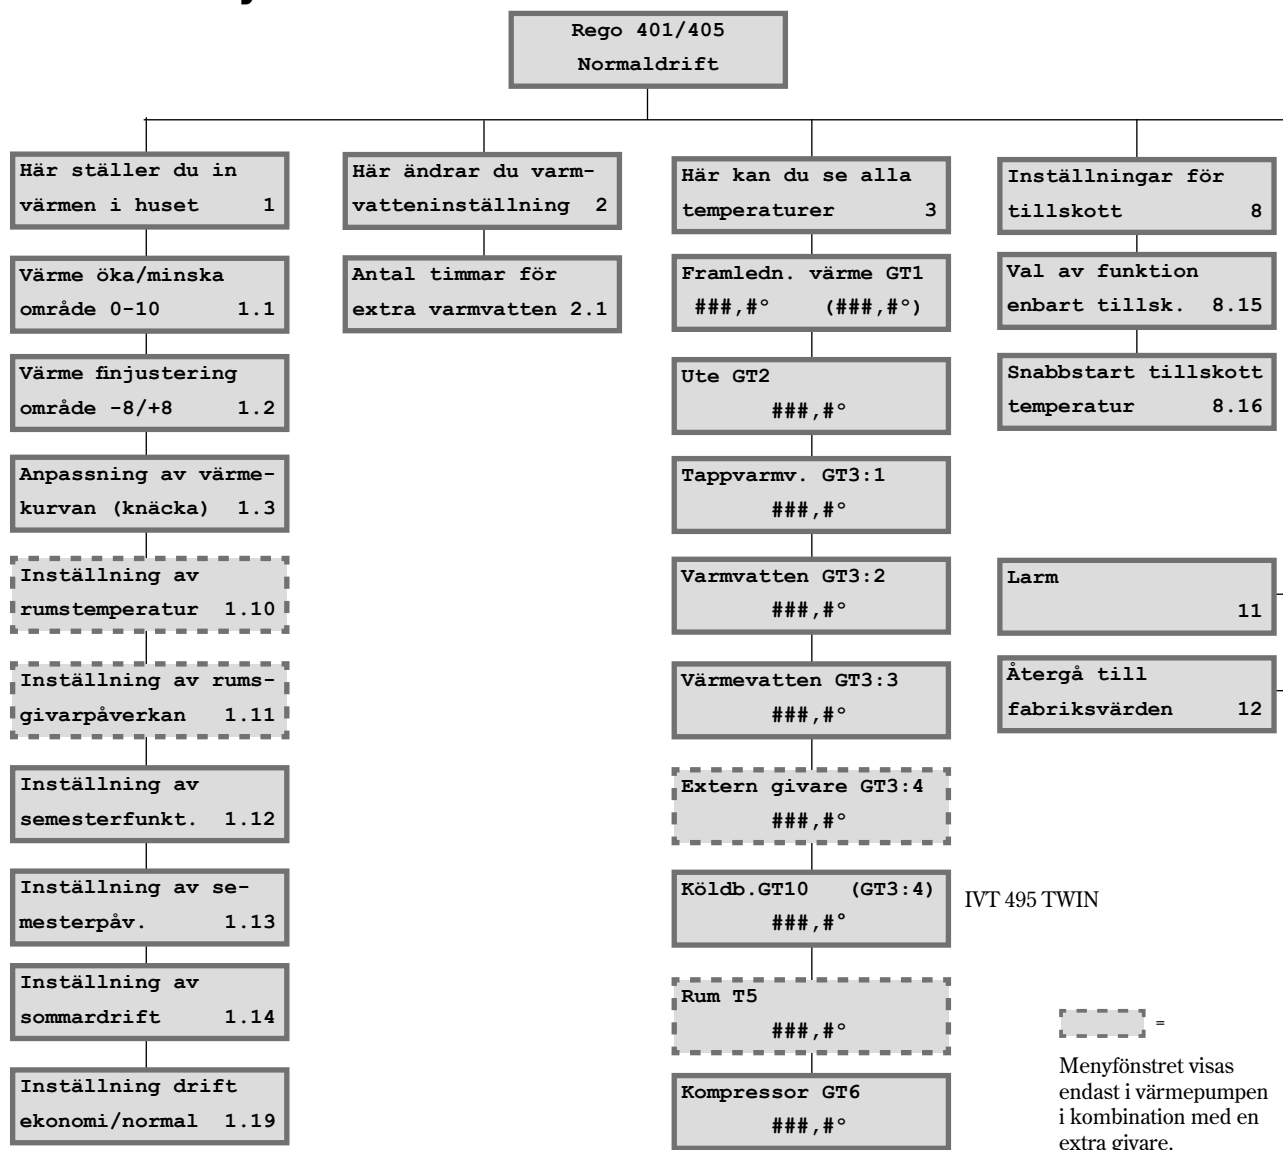 Rego 401/405
Normaldrift
Här ställer du in
värmen i huset 1
Värme öka/minska
område 0-10 1.1
Värme finjustering
område -8/+8 1.2
Anpassning av värme-
kurvan (knäcka) 1.3
Inställning av
rumstemperatur 1.10
Inställning av rums-
givarpåverkan 1.11
Inställning av
semesterfunkt. 1.12
Inställning av se-
mesterpåv. 1.13
Inställning av
sommardrift 1.14
Inställning drift
ekonomi/normal 1.19
Här ändrar du varm-
vatteninställning 2
Antal timmar för
extra varmvatten 2.1
Här kan du se alla
temperaturer 3
Framledn. värme GT1
###,#° (###,#°)
Ute GT2
###,#°
Tappvarmv. GT3:1
###,#°
Varmvatten GT3:2
###,#°
Värmevatten GT3:3
###,#°
Extern givare GT3:4
###,#°
Köldb.GT10 (GT3:4)
###,#°
IVT 495 TWIN
Rum T5
###,#°
Kompressor GT6
###,#°
Inställningar för
tillskott 8
Val av funktion
enbart tillsk. 8.15
Snabbstart tillskott
temperatur 8.16
Larm
11
Återgå till
fabriksvärden 12
=
Menyfönstret visas
endast i värmepumpen
i kombination med en
extra givare.